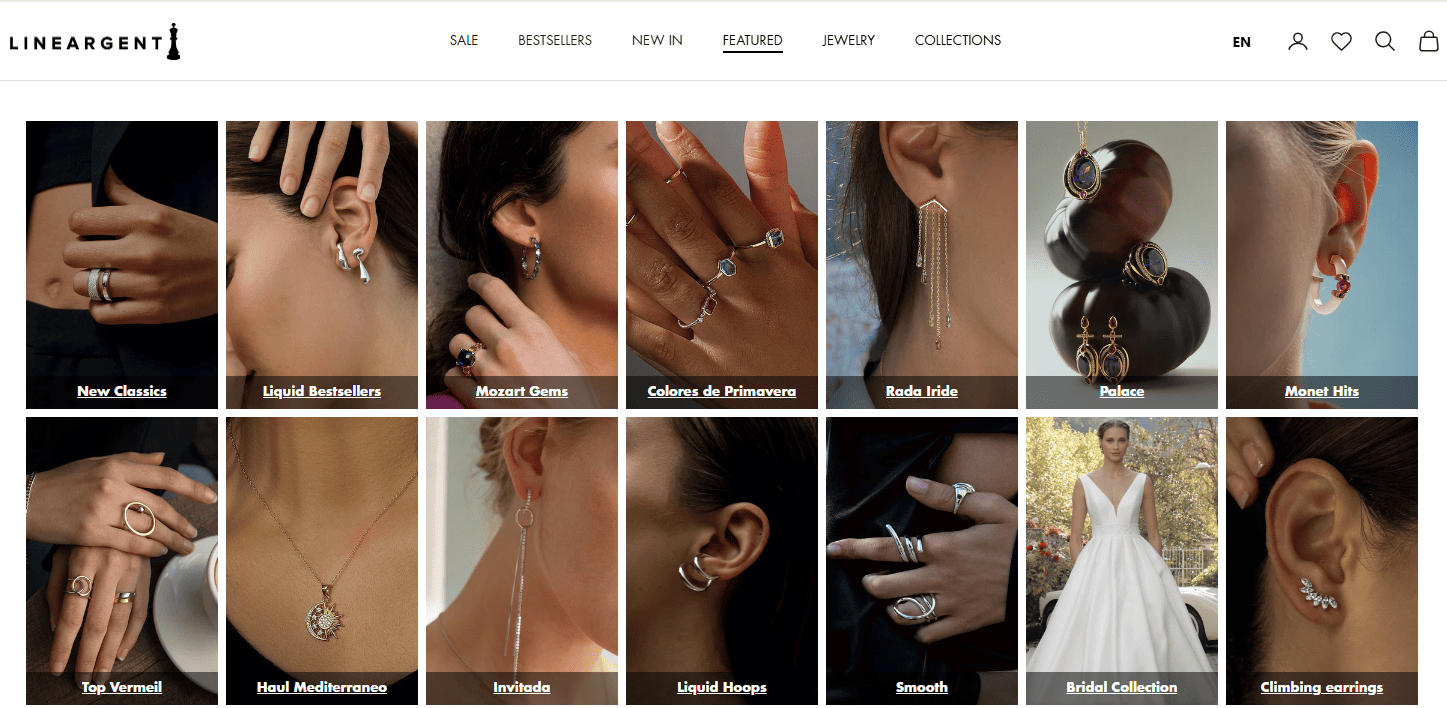 LINEARGENT
SALE BESTSELLERS NEW IN FEATURED JEWELRY COLLECTIONS EN
New Classics Liquid Bestsellers Mozart Gems Colores de Primavera Rada Iride Palace Monet Hits
Top Vermeil Haul Mediterraneo Invitada Liquid Hoops Smooth Bridal Collection Climbing earrings